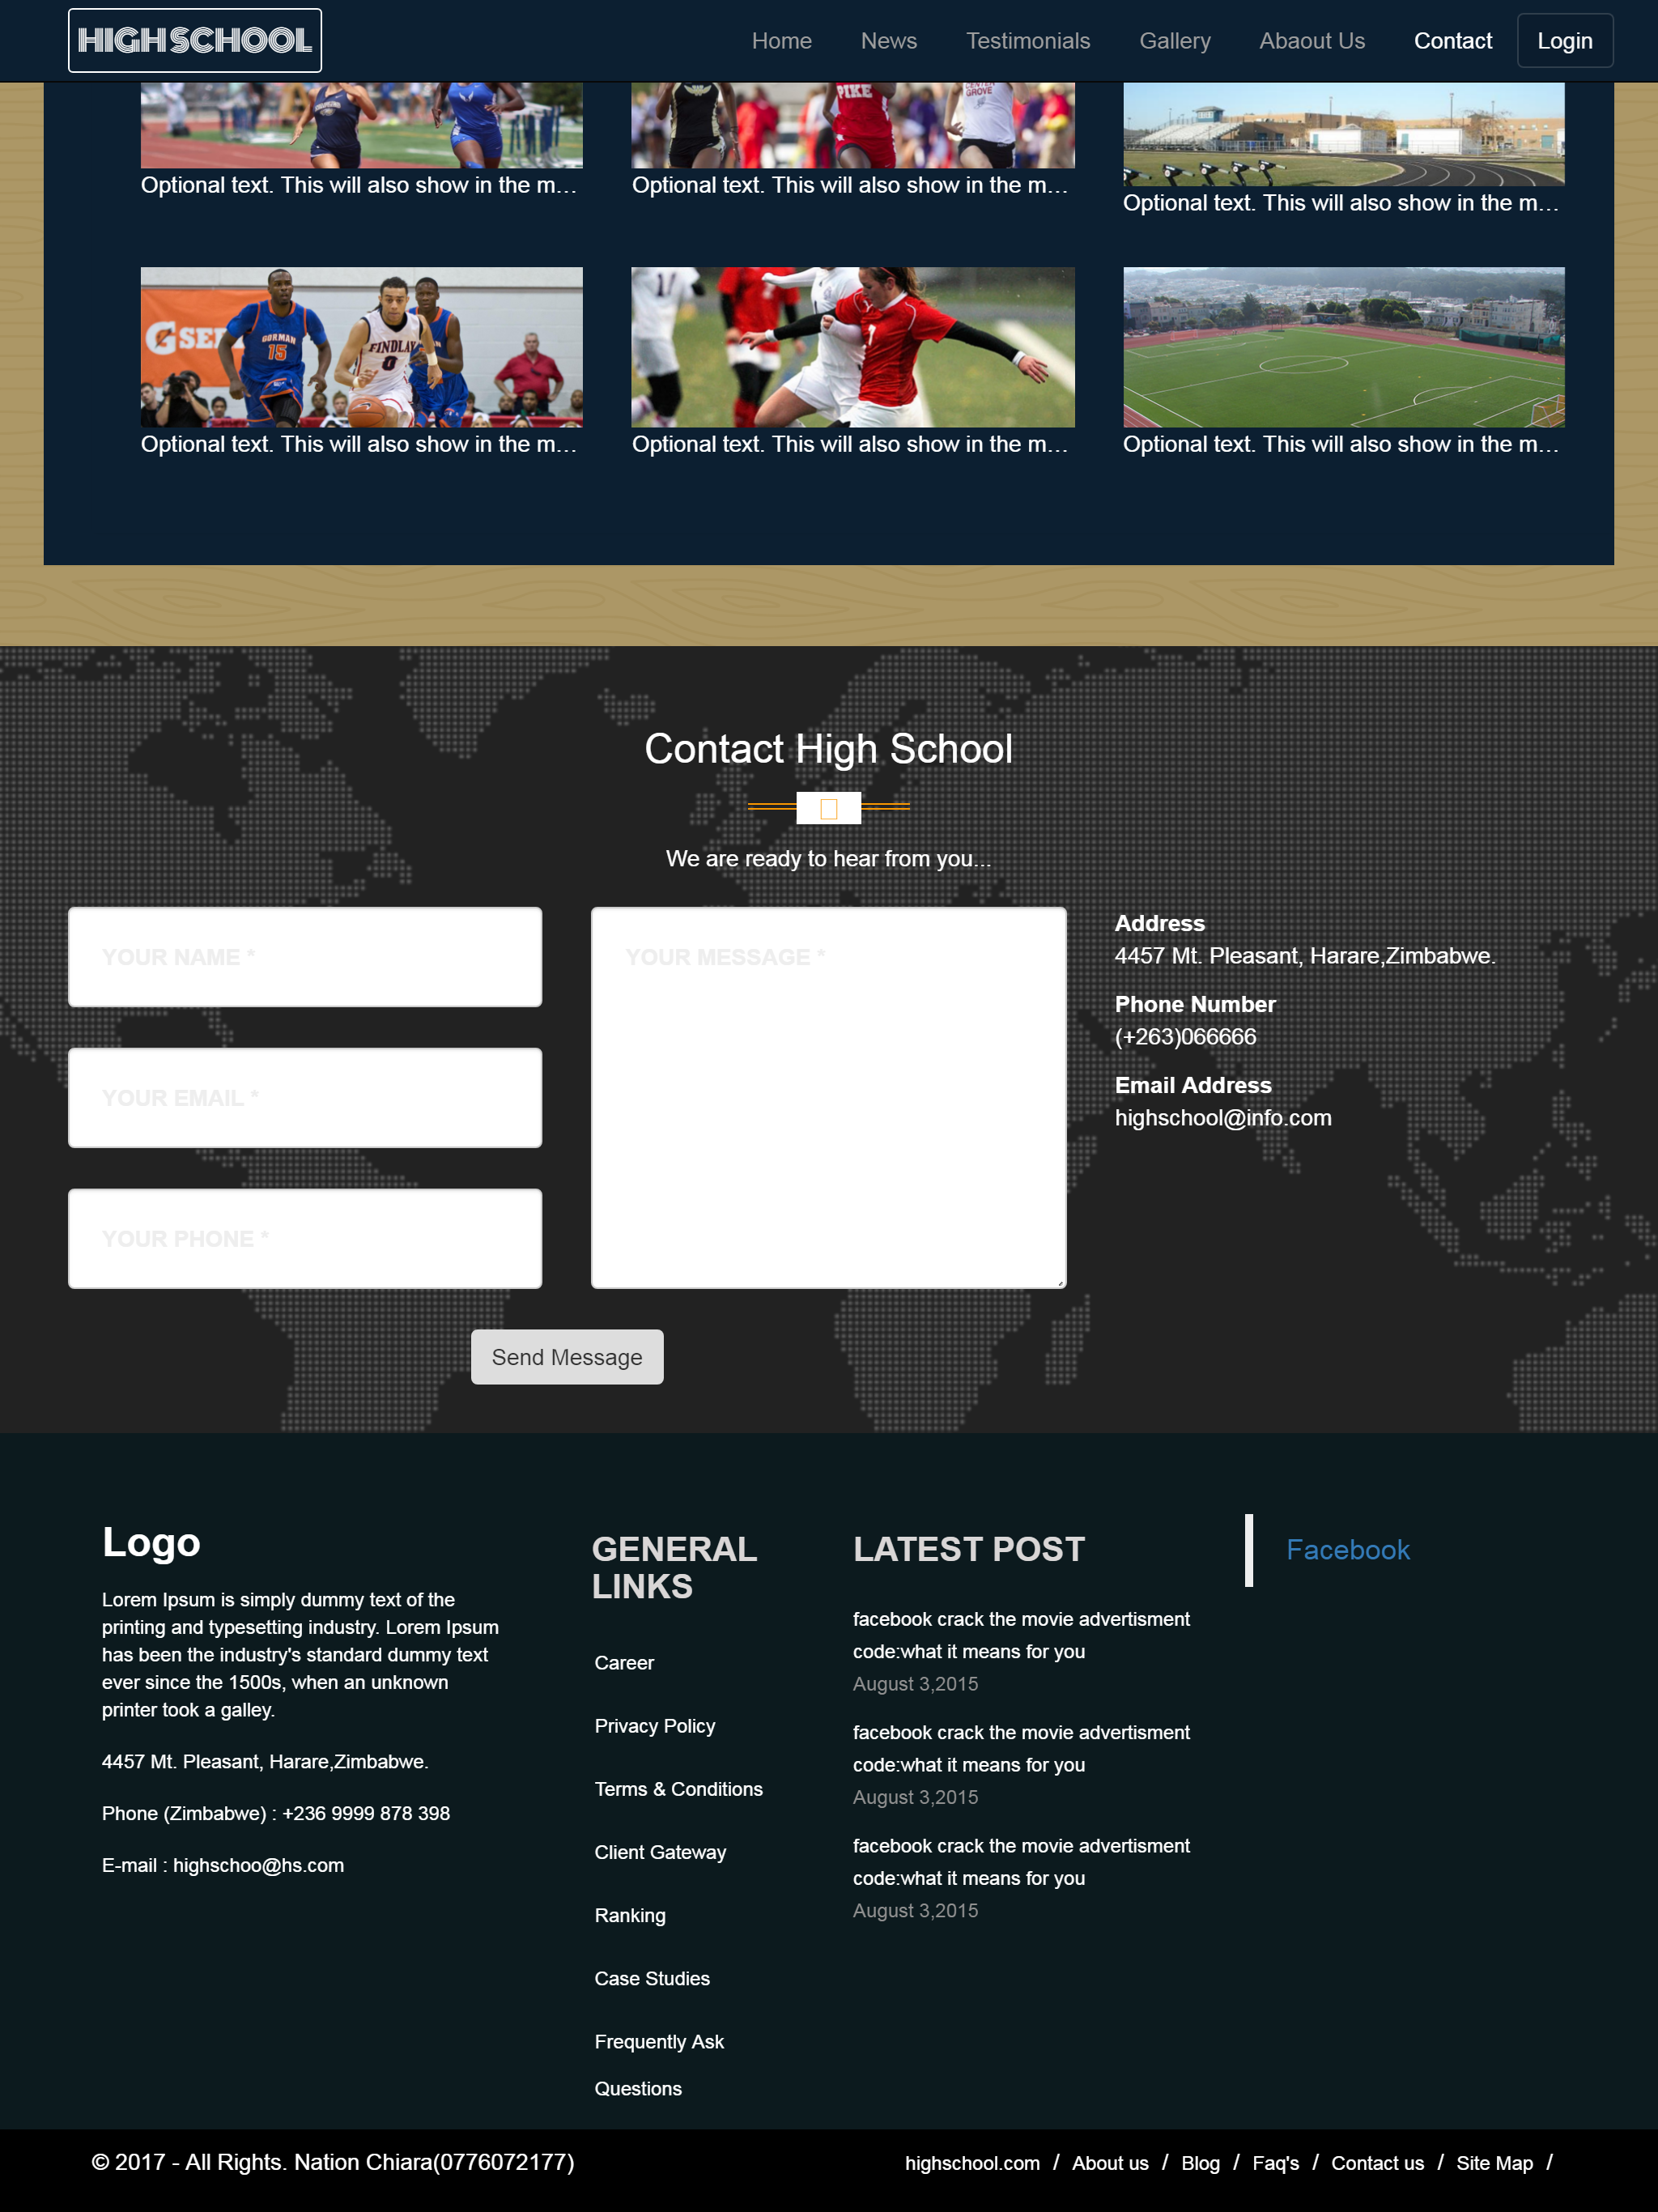 HIGHSCHOOL
Home News Testimonials Gallery Abaout Us Contact Login
PIKE
CENTER
GROVE
Optional text. This will also show in the m...
Optional text. This will also show in the m...
Optional text. This will also show in the m...
G SE
GORMAN
15
FINDLAY
0
7
Optional text. This will also show in the m...
Optional text. This will also show in the m...
Optional text. This will also show in the m...
Contact High School
We are ready to hear from you...
YOUR NAME *
YOUR EMAIL *
YOUR PHONE *
YOUR MESSAGE *
Address
4457 Mt. Pleasant, Harare,Zimbabwe.
Phone Number
(+263)066666
Email Address
highschool@info.com
Send Message
Logo
Lorem Ipsum is simply dummy text of the
printing and typesetting industry. Lorem Ipsum
has been the industry's standard dummy text
ever since the 1500s, when an unknown
printer took a galley.
4457 Mt. Pleasant, Harare,Zimbabwe.
Phone (Zimbabwe) : +236 9999 878 398
E-mail : highschoo@hs.com
GENERAL
LINKS
Career
Privacy Policy
Terms & Conditions
Client Gateway
Ranking
Case Studies
Frequently Ask
Questions
LATEST POST
facebook crack the movie advertisment
code:what it means for you
August 3,2015
facebook crack the movie advertisment
code:what it means for you
August 3,2015
facebook crack the movie advertisment
code:what it means for you
August 3,2015
Facebook
© 2017 - All Rights. Nation Chiara(0776072177)
highschool.com / About us / Blog / Faq's / Contact us / Site Map /